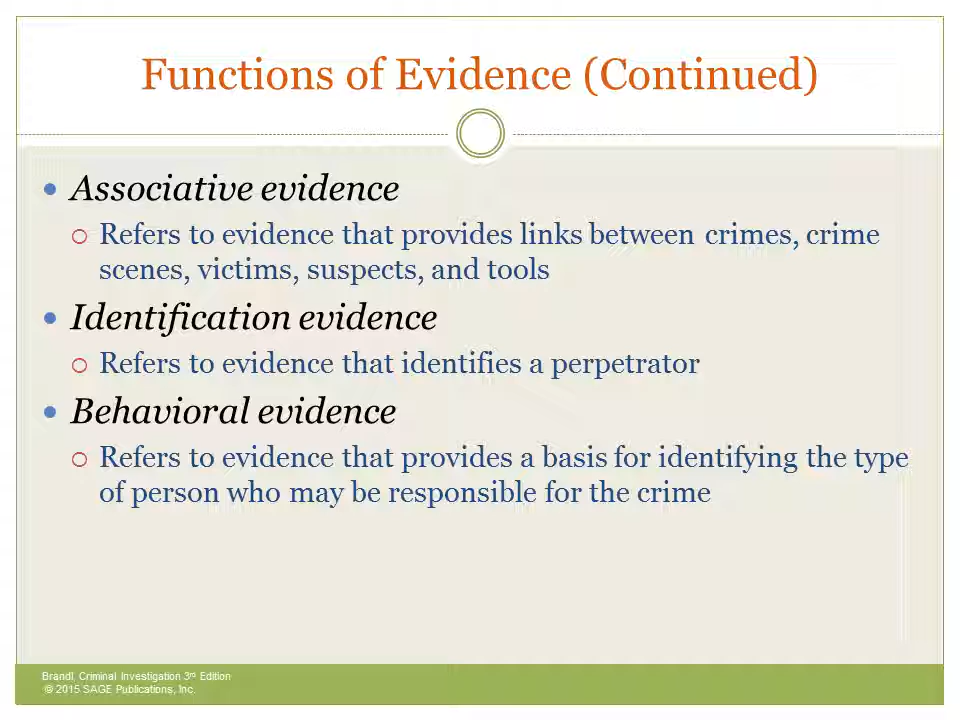 Functions of Evidence (Continued)
Associative evidence
Refers to evidence that provides links between crimes, crime
scenes, victims, suspects, and tools
Identification evidence
Refers to evidence that identifies a perpetrator
Behavioral evidence
Refers to evidence that provides a basis for identifying the type
of person who may be responsible for the crime
Brandl, Criminal Investigation 3rd Edition
© 2015 SAGE Publications, Inc.